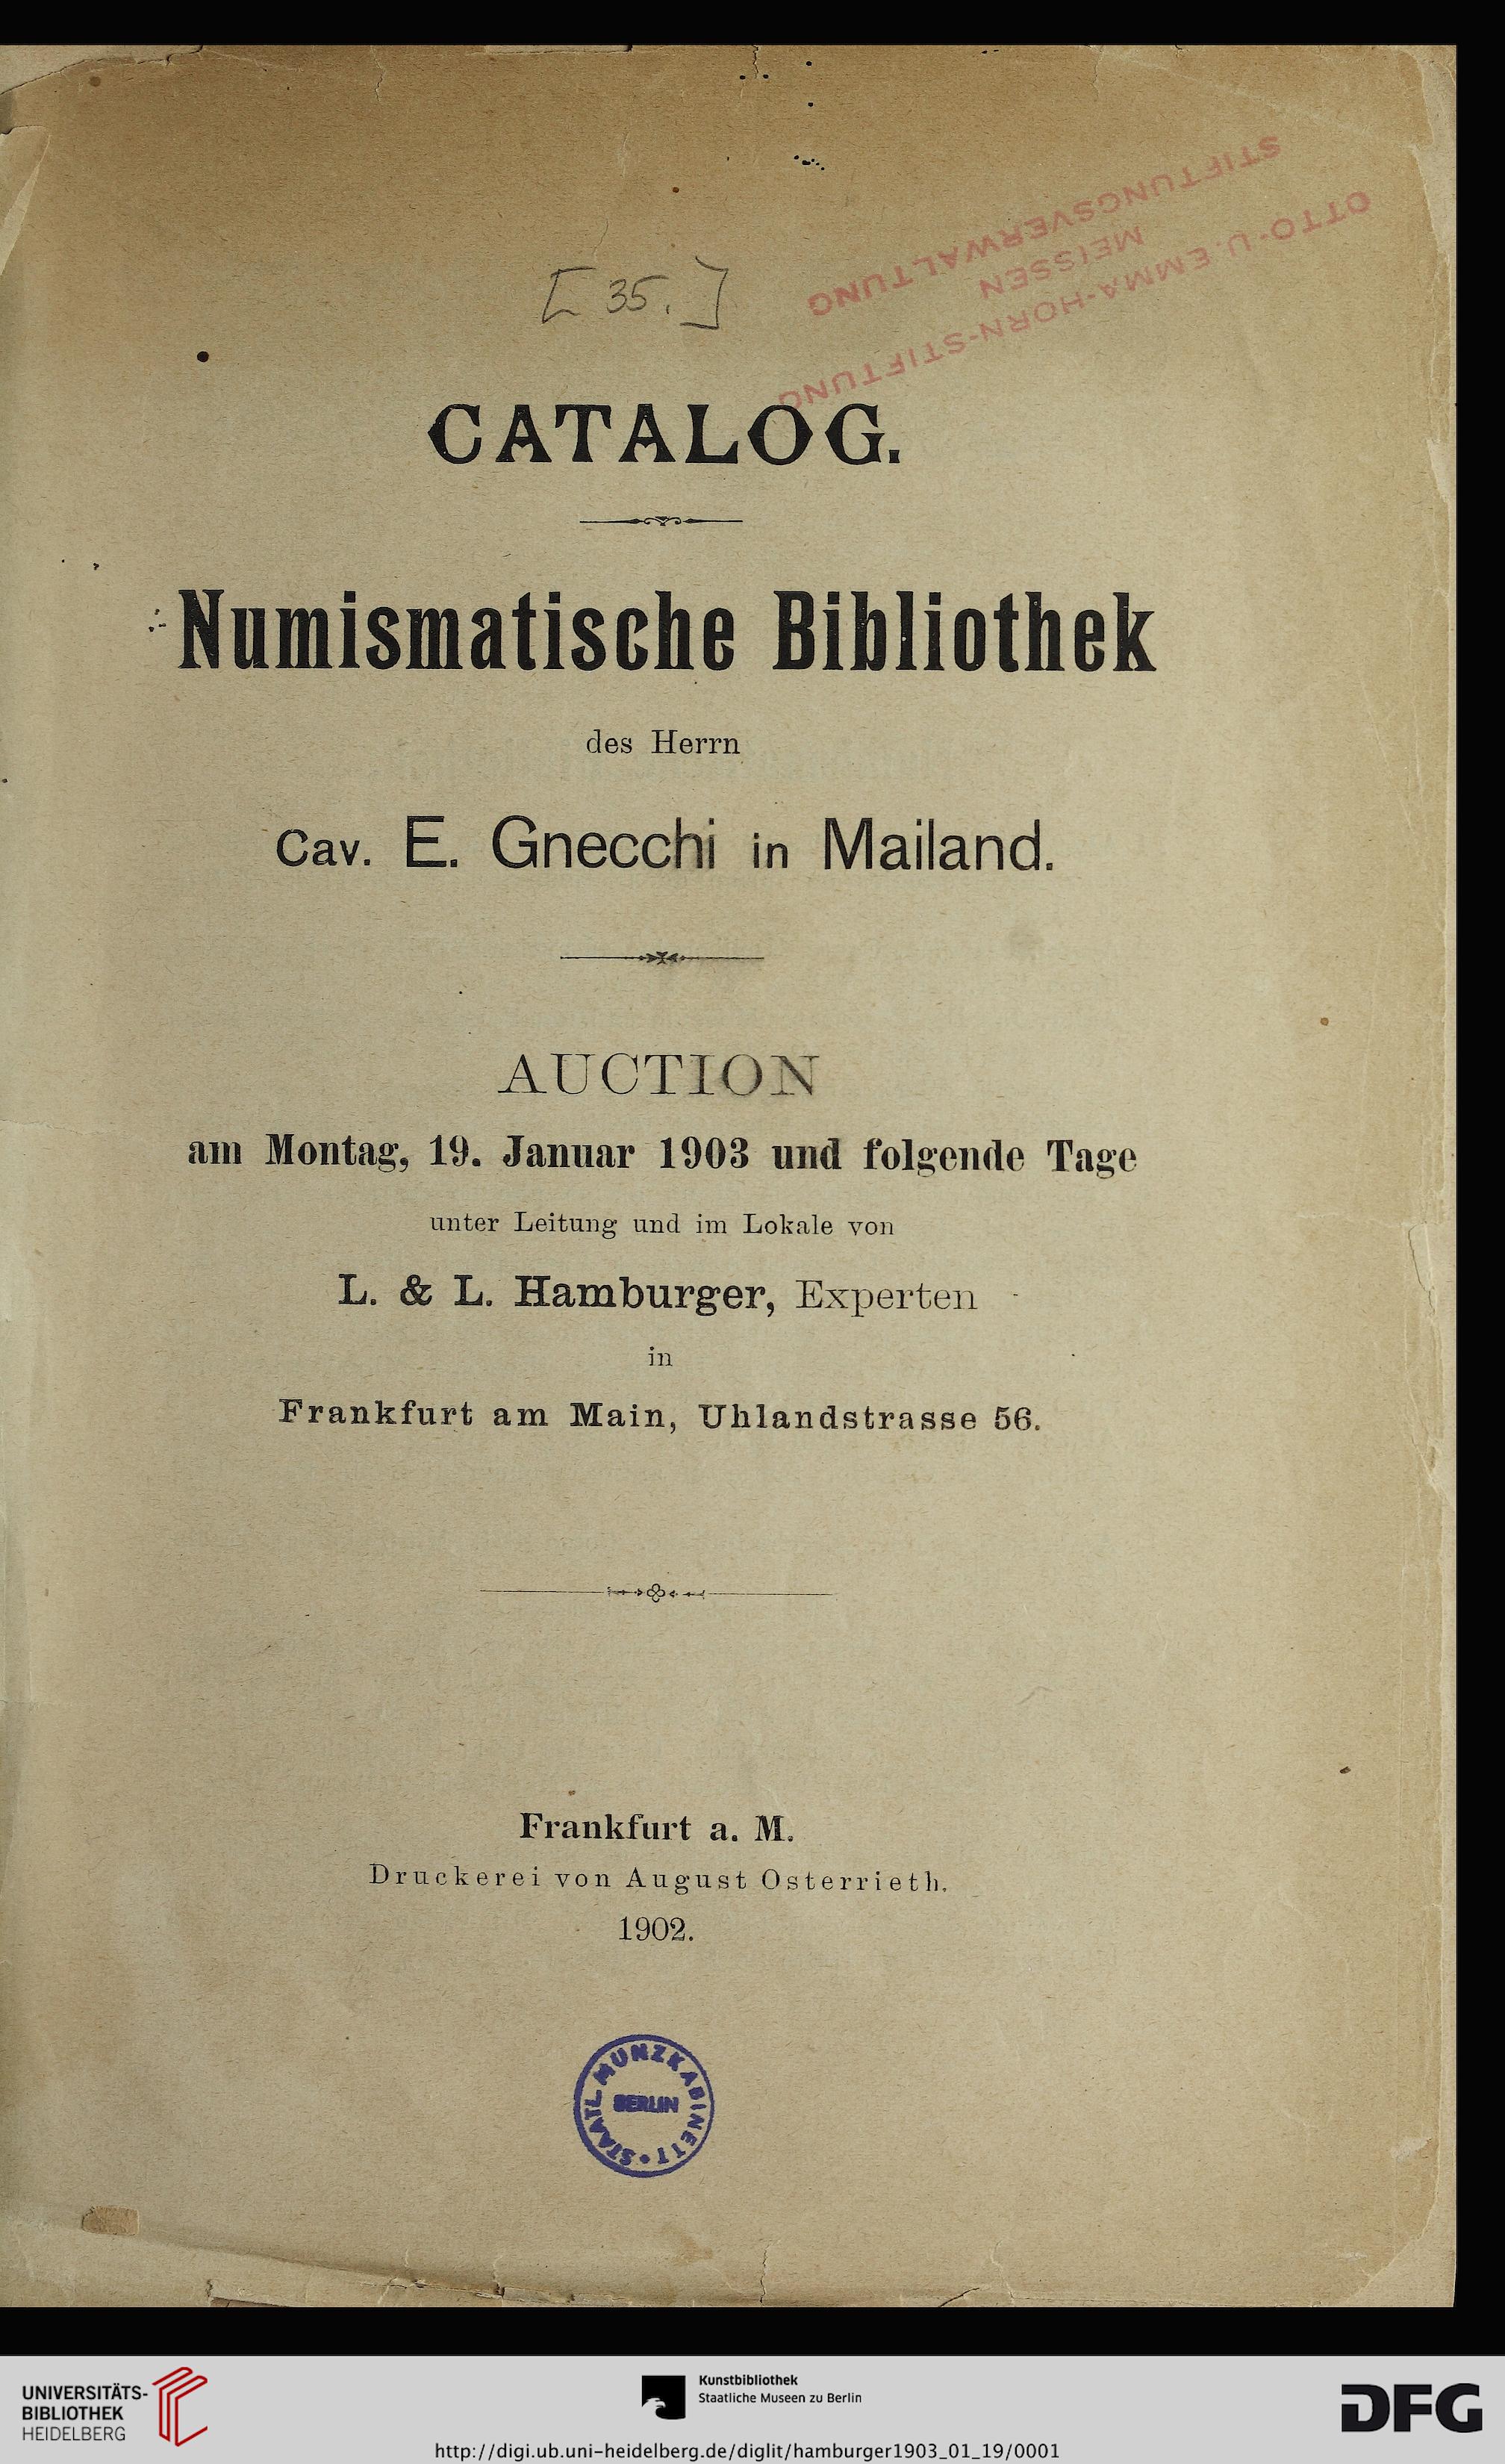 STIFTUNGSVERWALTUNG
MEISSEN
OTTO-U.EMMA-HORN-STIFTUNG
[35.]
CATALOG.
Numismatische Bibliothek
des Herrn
Cav. E. Gnecchi in Mailand.
AUCTION
am Montag, 19. Januar 1903 und folgende Tage
unter Leitung und im Lokale von
L. & L. Hamburger, Experten
in
Frankfurt am Main, Uhlandstrasse 56.
Frankfurt a. M.
Druckerei von August Osterrieth.
1902.
STAATL. MÜNZKABINETT
BERLIN
UNIVERSITÄTS-
BIBLIOTHEK
HEIDELBERG
Kunstbibliothek
Staatliche Museen zu Berlin
DFG
http://digi.ub.uni-heidelberg.de/diglit/hamburger1903_01_19/0001